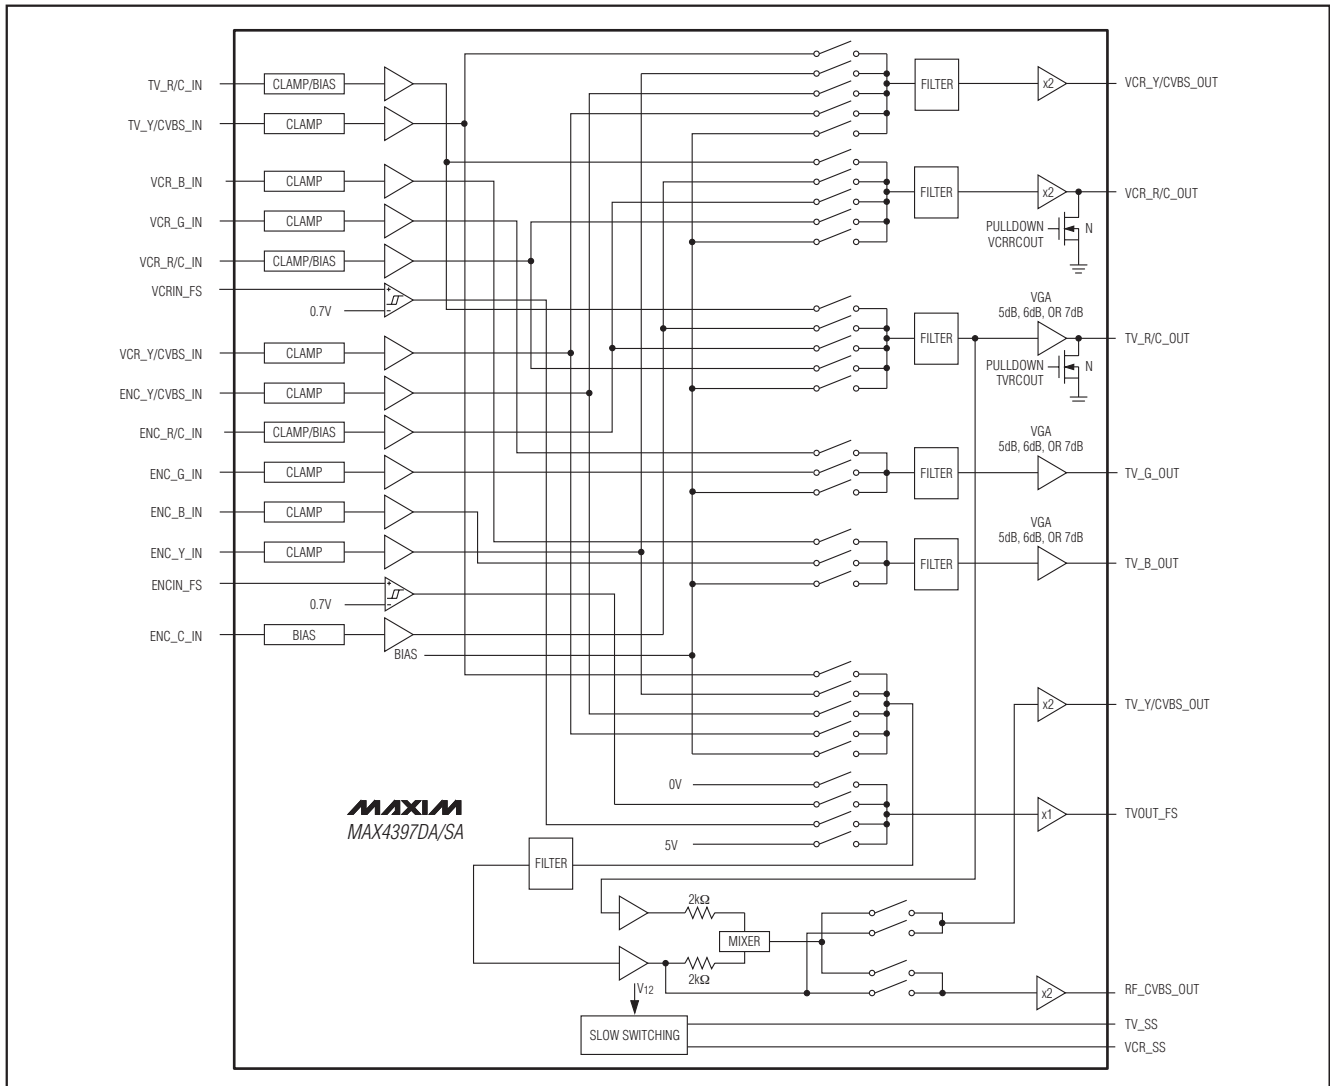 TV_R/C_IN
CLAMP/BIAS
FILTER
x2
VCR_Y/CVBS_OUT
TV_Y/CVBS_IN
CLAMP
VCR_B_IN
CLAMP
FILTER
x2
VCR_R/C_OUT
VCR_G_IN
CLAMP
PULLDOWN
VCRRCOUT
N
VCR_R/C_IN
CLAMP/BIAS
VCRIN_FS
+
0.7V
−
VGA
5dB, 6dB, OR 7dB
FILTER
TV_R/C_OUT
VCR_Y/CVBS_IN
CLAMP
PULLDOWN
TVRCOUT
N
ENC_Y/CVBS_IN
CLAMP
ENC_R/C_IN
CLAMP/BIAS
VGA
5dB, 6dB, OR 7dB
ENC_G_IN
CLAMP
FILTER
TV_G_OUT
ENC_B_IN
CLAMP
VGA
5dB, 6dB, OR 7dB
ENC_Y_IN
CLAMP
FILTER
TV_B_OUT
ENCIN_FS
+
0.7V
−
ENC_C_IN
BIAS
BIAS
x2
TV_Y/CVBS_OUT
0V
MAXIM
MAX4397DA/SA
x1
TVOUT_FS
5V
FILTER
2kΩ
MIXER
2kΩ
V12
x2
RF_CVBS_OUT
SLOW SWITCHING
TV_SS
VCR_SS